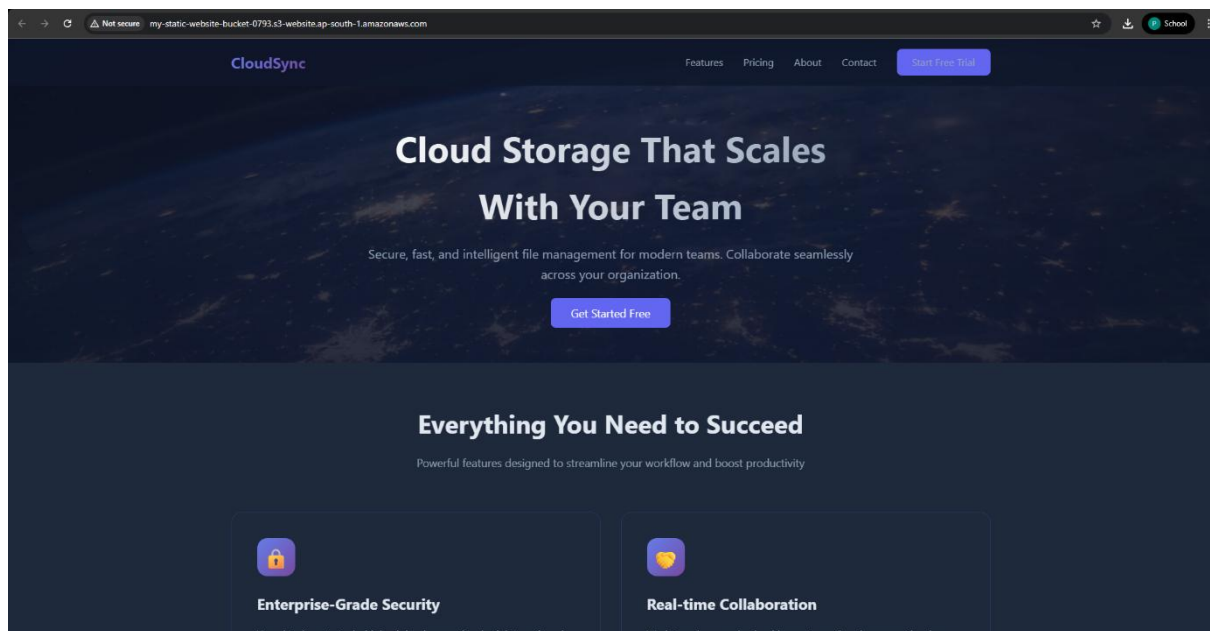 Not secure my-static-website-bucket-0793.s3-website.ap-south-1.amazonaws.com P School
CloudSync Features Pricing About Contact Start Free Trial
Cloud Storage That Scales
With Your Team
Secure, fast, and intelligent file management for modern teams. Collaborate seamlessly
across your organization.
Get Started Free
Everything You Need to Succeed
Powerful features designed to streamline your workflow and boost productivity
Enterprise-Grade Security Real-time Collaboration